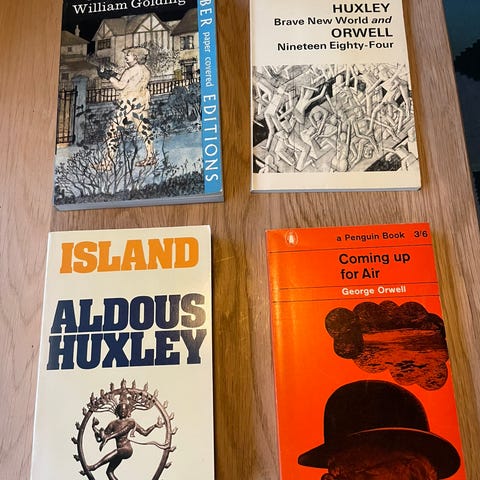 William Golding
BER paper covered EDITIONS
HUXLEY
Brave New World and
ORWELL
Nineteen Eighty-Four
ISLAND
ALDOUS
HUXLEY
a Penguin Book 3'6
Coming up
for Air
George Orwell